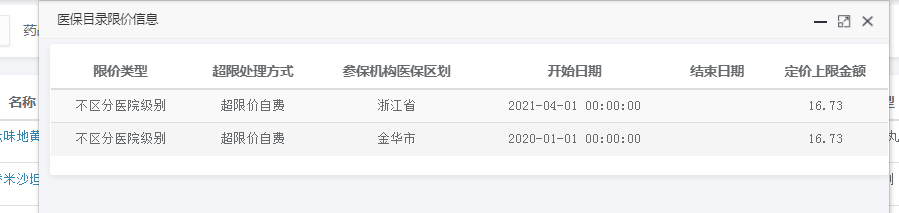 医保目录限价信息
药品
限价类型 超限处理方式 参保机构医保区划 开始日期 结束日期 定价上限金额
名称 型
不区分医院级别 超限价自费 浙江省 2021-04-01 00:00:00 16.73
味地黄 丸
不区分医院级别 超限价自费 金华市 2020-01-01 00:00:00 16.73
米沙坦